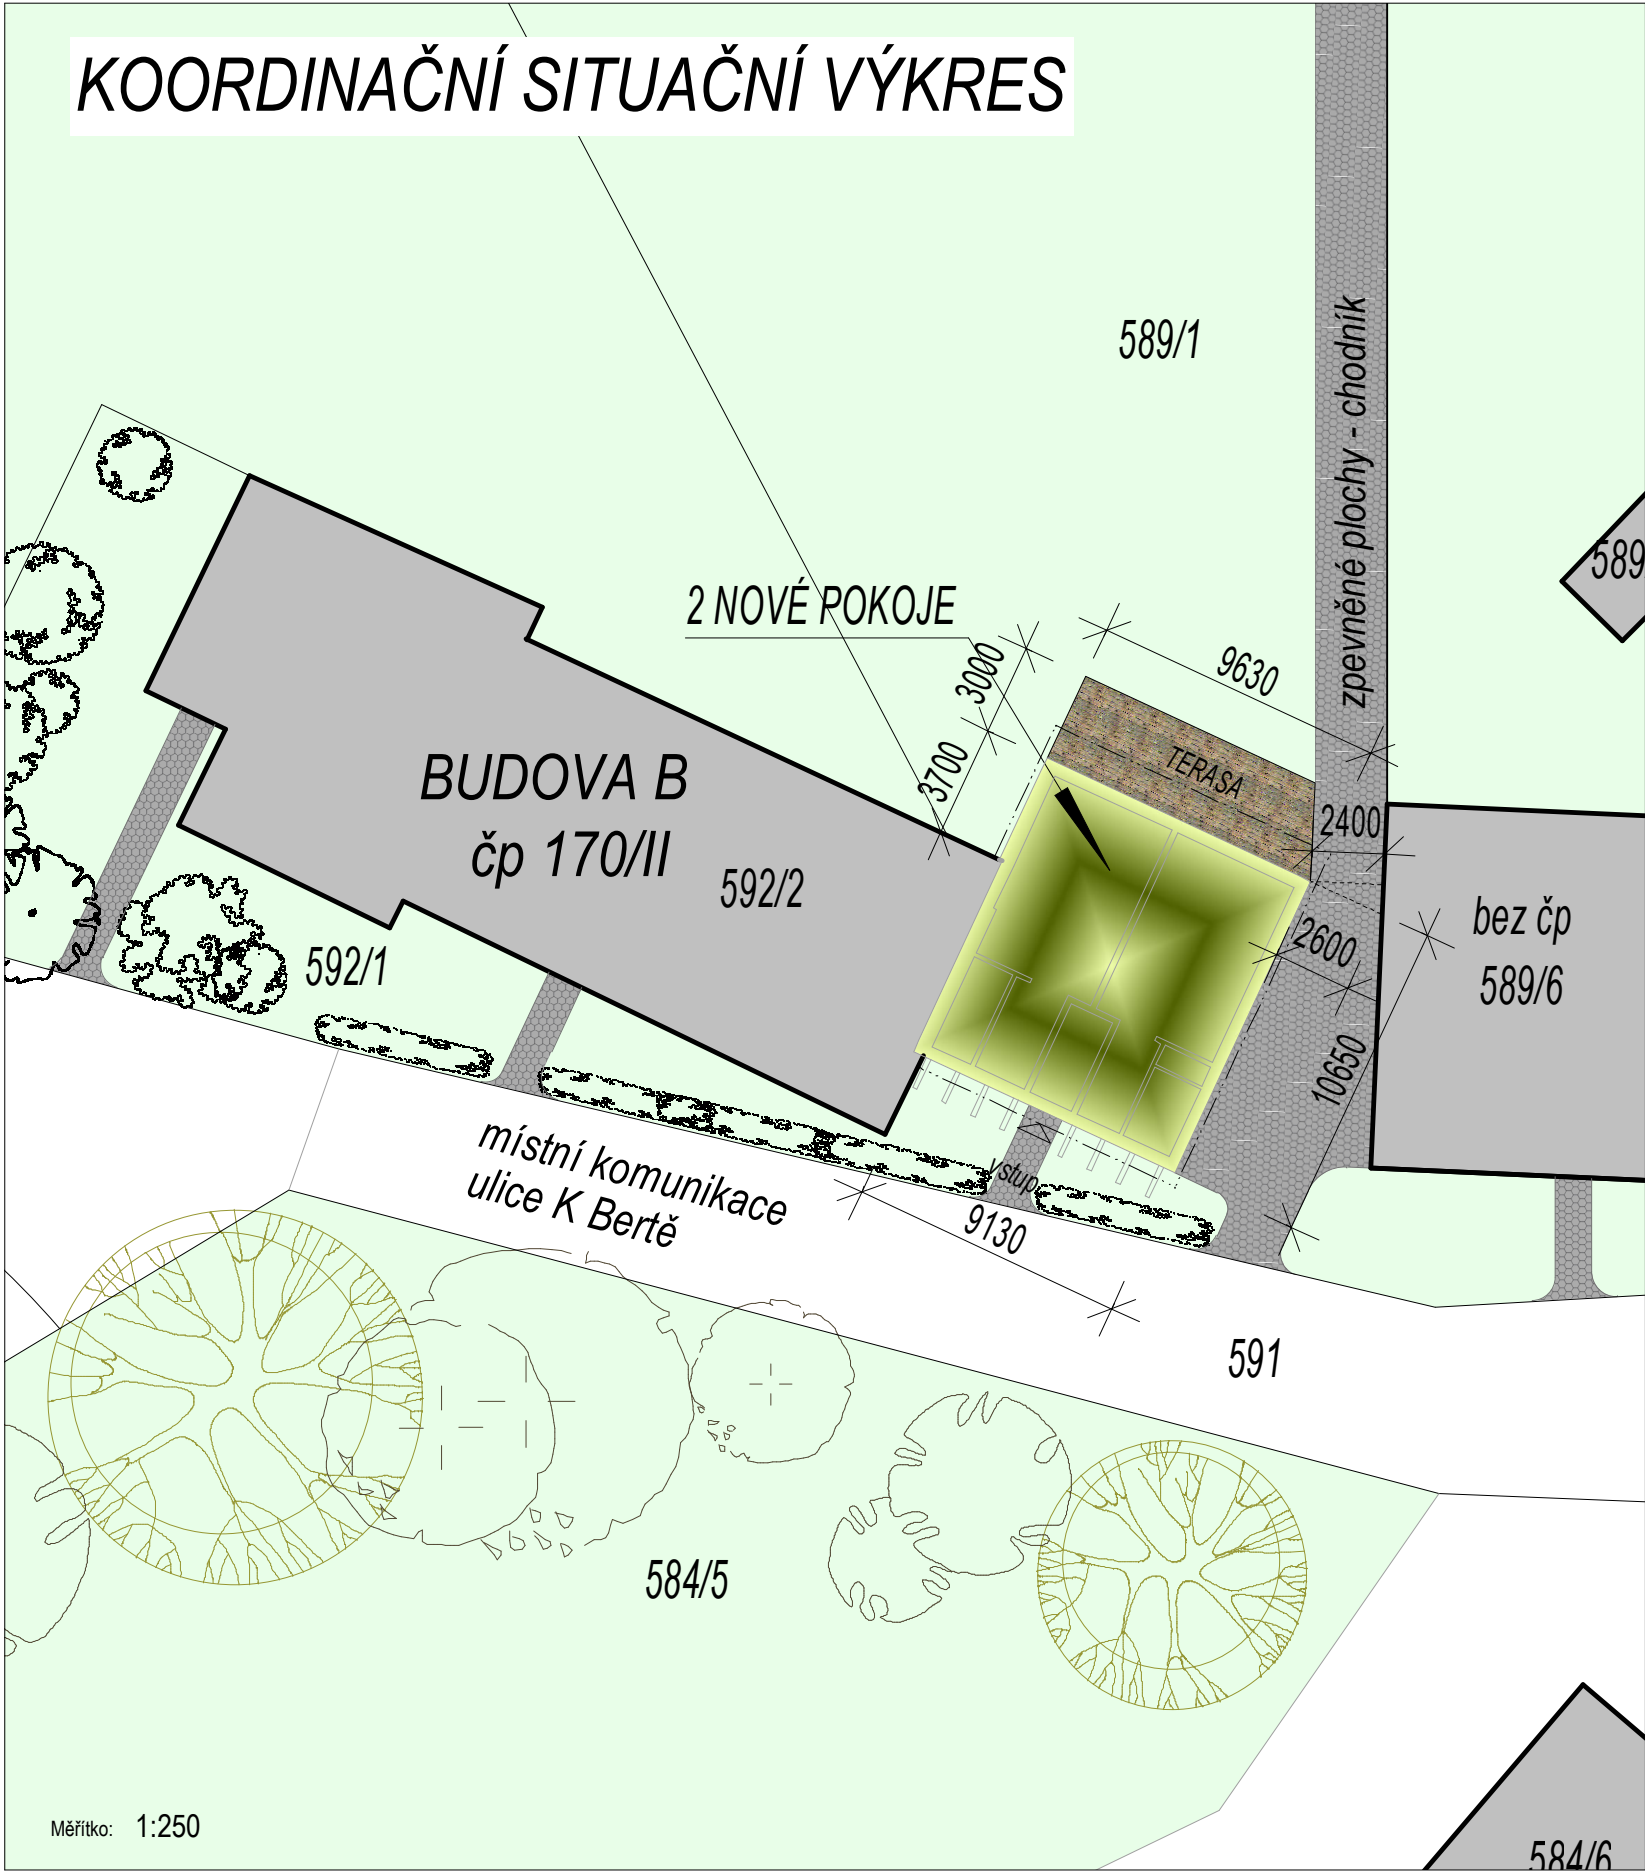 KOORDINAČNÍ SITUAČNÍ VÝKRES
589/1
zpevněné plochy - chodník
589
2 NOVÉ POKOJE
3000
9630
3700
TERASA
2400
BUDOVA B
čp 170/II
592/2
bez čp
589/6
2600
592/1
10650
místní komunikace
ulice K Bertě
vstup
9130
591
584/5
Měřítko: 1:250
584/6